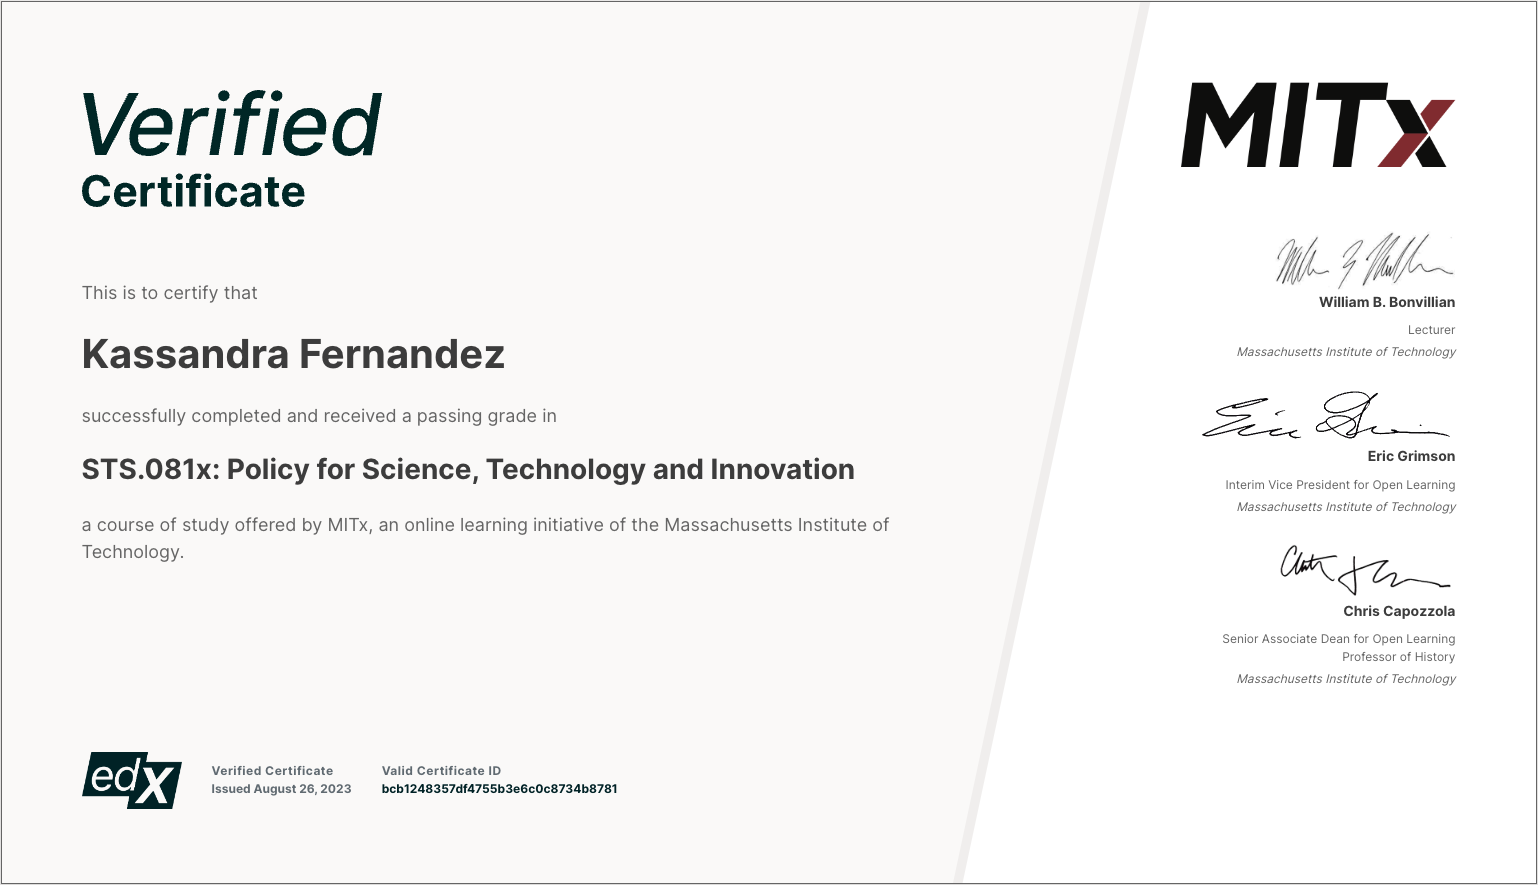 Verified
Certificate
This is to certify that
Kassandra Fernandez
successfully completed and received a passing grade in
STS.081x: Policy for Science, Technology and Innovation
a course of study offered by MITx, an online learning initiative of the Massachusetts Institute of
Technology.
edX
Verified Certificate
Issued August 26, 2023
Valid Certificate ID
bcb1248357df4755b3e6c0c8734b8781
MITx
William B. Bonvillian
Lecturer
Massachusetts Institute of Technology
Eric Grimson
Interim Vice President for Open Learning
Massachusetts Institute of Technology
Chris Capozzola
Senior Associate Dean for Open Learning
Professor of History
Massachusetts Institute of Technology